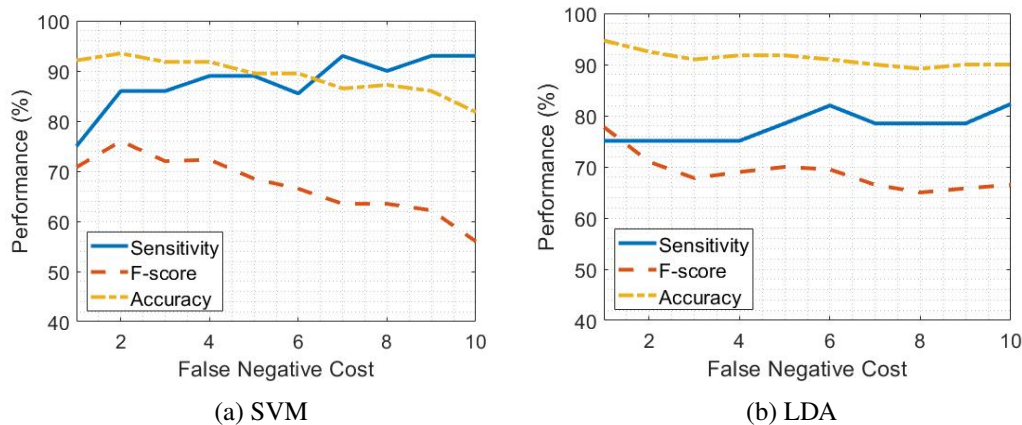 100
90
80
70
60
50
40
Performance (%)
Sensitivity
F-score
Accuracy
2 4 6 8 10
False Negative Cost
(a) SVM
100
90
80
70
60
50
40
Performance (%)
Sensitivity
F-score
Accuracy
2 4 6 8 10
False Negative Cost
(b) LDA